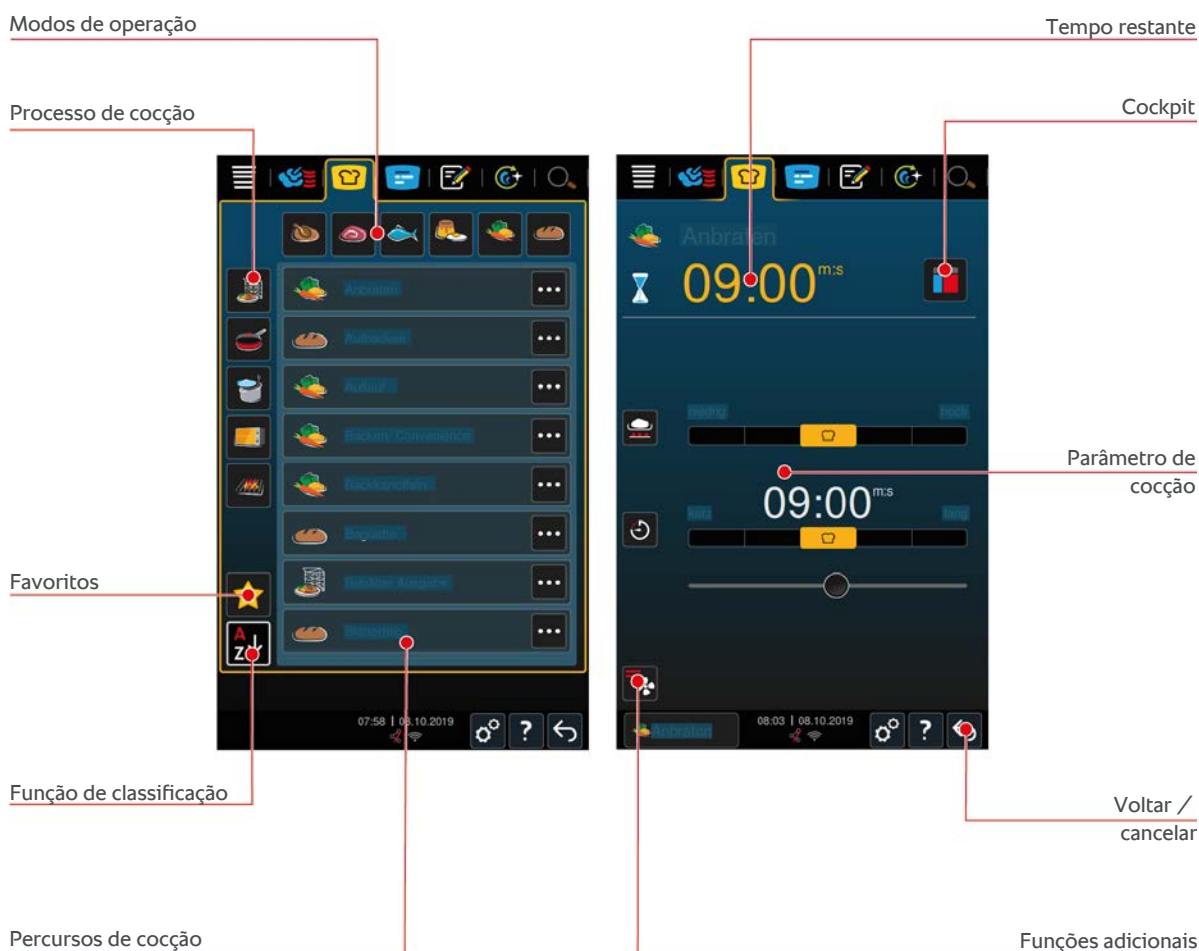 Modos de operação
Tempo restante
Processo de cocção
Cockpit
Anbraten
09:00 m:s
Anbraten
Aufbacken
Auflauf
niedrig
hoch
Backen/ Convenience
Parâmetro de
cocção
Backkartoffeln
09:00 m:s
kurz
lang
Baguette
Favoritos
A
Z
07:58 | 08.10.2019
?
Anbraten
08:03 | 08.10.2019
?
Função de classificação
Voltar /
cancelar
Percursos de cocção
Funções adicionais